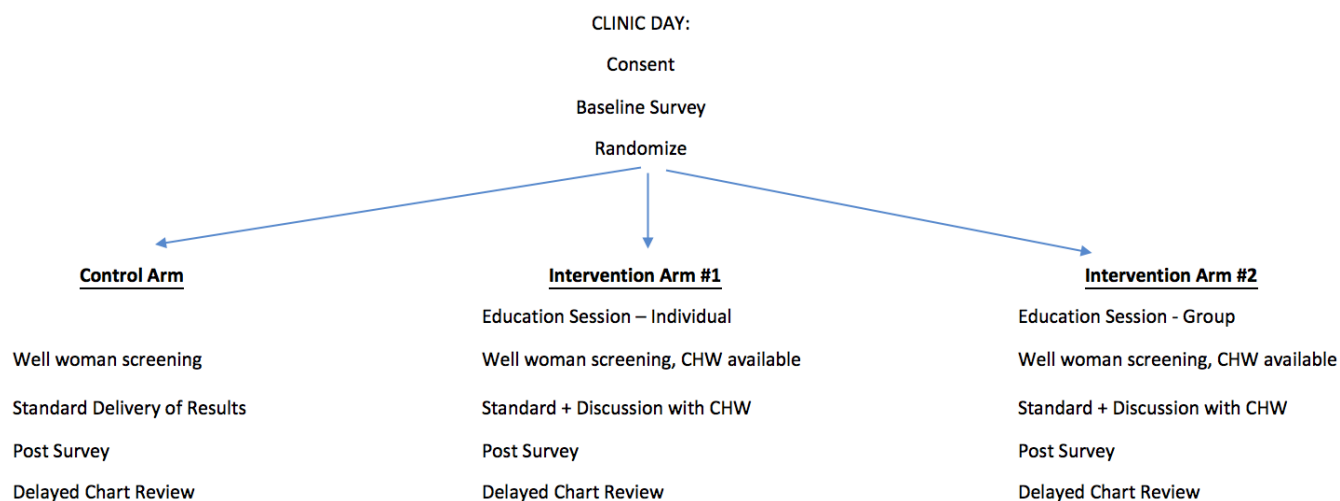 CLINIC DAY:
Consent
Baseline Survey
Randomize
Control Arm
Well woman screening
Standard Delivery of Results
Post Survey
Delayed Chart Review
Intervention Arm #1
Education Session – Individual
Well woman screening, CHW available
Standard + Discussion with CHW
Post Survey
Delayed Chart Review
Intervention Arm #2
Education Session - Group
Well woman screening, CHW available
Standard + Discussion with CHW
Post Survey
Delayed Chart Review